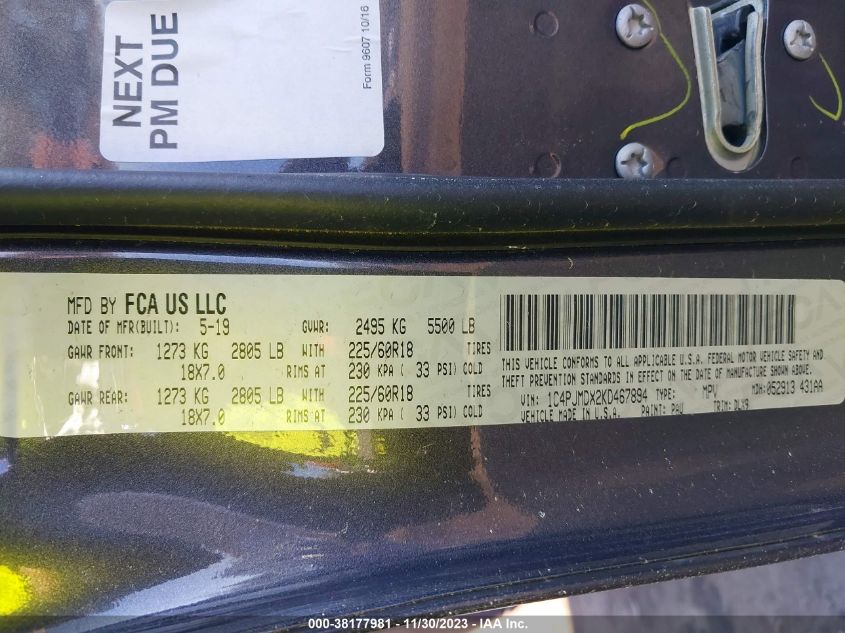 NEXT
PM DUE
Form 9607 10/16
MFD BY FCA US LLC
DATE OF MFR(BUILT): 5-19 GVWR: 2495 KG 5500 LB
GAWR FRONT: 1273 KG 2805 LB WITH 225/60R18 TIRES
18X7.0 RIMS AT 230 KPA ( 33 PSI) COLD
GAWR REAR: 1273 KG 2805 LB WITH 225/60R18 TIRES
18X7.0 RIMS AT 230 KPA ( 33 PSI) COLD
THIS VEHICLE CONFORMS TO ALL APPLICABLE U.S.A. FEDERAL MOTOR VEHICLE SAFETY AND
THEFT PREVENTION STANDARDS IN EFFECT ON THE DATE OF MANUFACTURE SHOWN ABOVE.
VIN: 1C4PJMDX2KD467894 TYPE: MPV MDH: 052913 431AA
VEHICLE MADE IN U.S.A. PAINT: PAU TRIM: DLX9
000-38177981 - 11/30/2023 - IAA Inc.